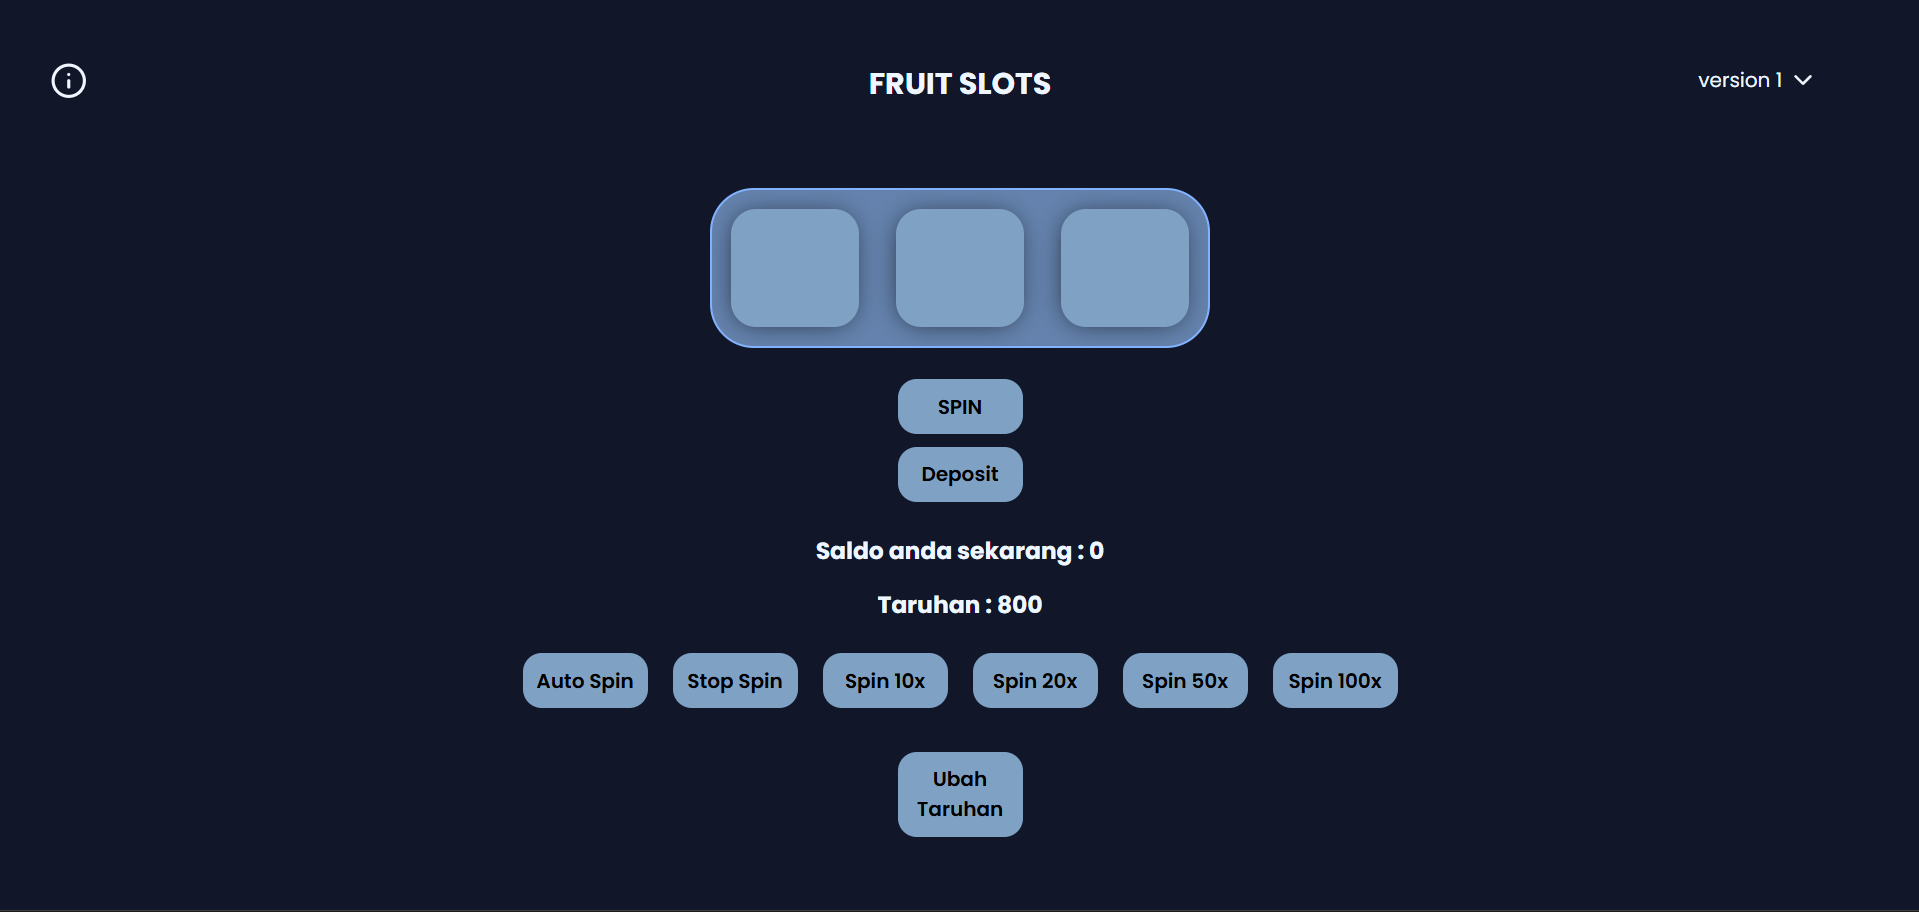 FRUIT SLOTS
version 1
SPIN
Deposit
Saldo anda sekarang : 0
Taruhan : 800
Auto Spin
Stop Spin
Spin 10x
Spin 20x
Spin 50x
Spin 100x
Ubah
Taruhan